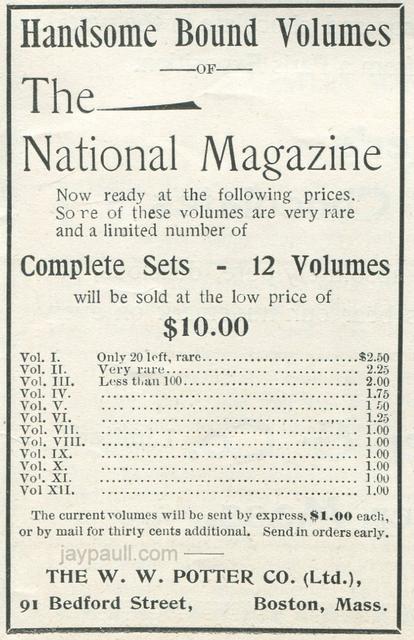 Handsome Bound Volumes
OF
The
National Magazine
Now ready at the following prices.
So re of these volumes are very rare
and a limited number of
Complete Sets - 12 Volumes
will be sold at the low price of
$10.00
Vol. I. Only 20 left, rare..............................$2.50
Vol. II. Very rare.............. ......................... 2.25
Vol. III. Less than 100................................. 2.00
Vol. IV. .................................................. 1.75
Vol. V. .... .............................................. 1 50
Vol. VI. .................................................. 1.25
Vol. VII. .................................................. 1.00
Vol. VIII. .................................................. 1 00
Vol. IX. .................................................. 1.00
Vol. X. .................................................. 1.00
Vol. XI. .................................................. 1.00
Vol XII. .................................................. 1.00
The current volumes will be sent by express, $1.00 each,
or by mail for thirty cents additional. Send in orders early.
jaypaull.com
THE W. W. POTTER CO. (Ltd.),
91 Bedford Street, Boston, Mass.